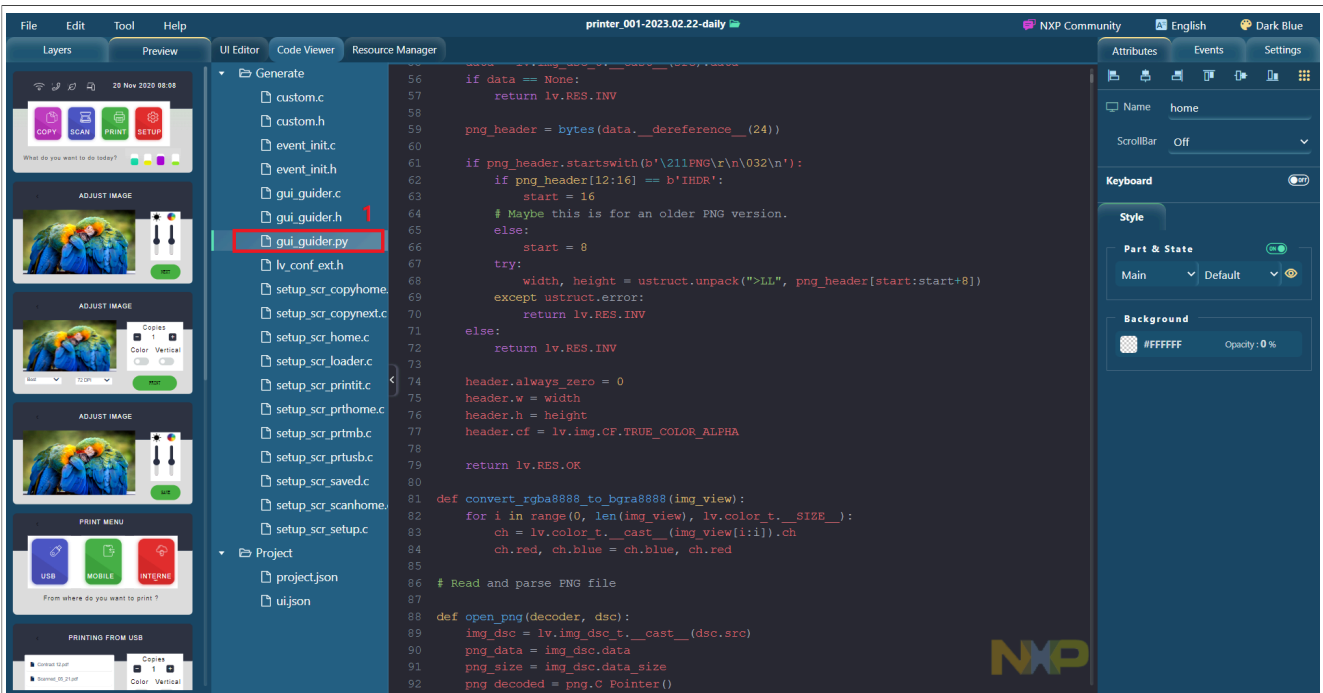 File Edit Tool Help printer_001-2023.02.22-daily NXP Community English Dark Blue
Layers Preview UI Editor Code Viewer Resource Manager Attributes Events Settings
20 Nov 2020 08:08
COPY SCAN PRINT SETUP
What do you want to do today?
ADJUST IMAGE
ADJUST IMAGE
Copies
1
Color Vertical
72 DPI
ADJUST IMAGE
PRINT MENU
USB MOBILE INTERNE
From where do you want to print ?
PRINTING FROM USB
Contract 12.pdf
Scanned_05_21.pdf
Copies
1
Color Vertical
Generate
custom.c
custom.h
event_init.c
event_init.h
gui_guider.c
gui_guider.h
1
gui_guider.py
lv_conf_ext.h
setup_scr_copyhome.
setup_scr_copynext.c
setup_scr_home.c
setup_scr_loader.c
setup_scr_printit.c
setup_scr_prthome.c
setup_scr_prtmb.c
setup_scr_prtusb.c
setup_scr_saved.c
setup_scr_scanhome.
setup_scr_setup.c
Project
project.json
ui.json
56 if data == None:
57 return lv.RES.INV
58
59 png_header = bytes(data.__dereference__(24))
60
61 if png_header.startswith(b'\211PNG\r\n\032\n'):
62 if png_header[12:16] == b'IHDR':
63 start = 16
64 # Maybe this is for an older PNG version.
65 else:
66 start = 8
67 try:
68 width, height = ustruct.unpack(">LL", png_header[start:start+8])
69 except ustruct.error:
70 return lv.RES.INV
71 else:
72 return lv.RES.INV
73
74 header.always_zero = 0
75 header.w = width
76 header.h = height
77 header.cf = lv.img.CF.TRUE_COLOR_ALPHA
78
79 return lv.RES.OK
80
81 def convert_rgba8888_to_bgra8888(img_view):
82 for i in range(0, len(img_view), lv.color_t.__SIZE__):
83 ch = lv.color_t.__cast__(img_view[i:i]).ch
84 ch.red, ch.blue = ch.blue, ch.red
85
86 # Read and parse PNG file
87
88 def open_png(decoder, dsc):
89 img_dsc = lv.img_dsc_t.__cast__(dsc.src)
90 png_data = img_dsc.data
91 png_size = img_dsc.data_size
92 png_decoded = png.C_Pointer()
NXP
Name home
ScrollBar Off
Keyboard OFF
Style
Part & State ON
Main Default
Background
#FFFFFF Opacity : 0 %